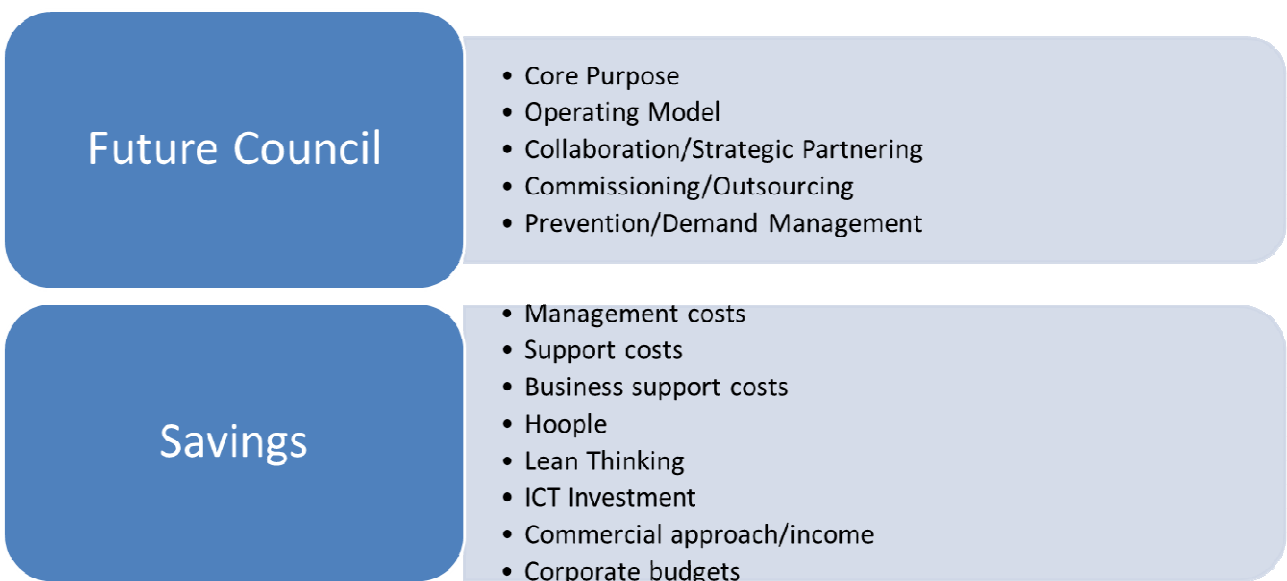 Future Council
• Core Purpose
• Operating Model
• Collaboration/Strategic Partnering
• Commissioning/Outsourcing
• Prevention/Demand Management
Savings
• Management costs
• Support costs
• Business support costs
• Hoople
• Lean Thinking
• ICT Investment
• Commercial approach/income
• Corporate budgets